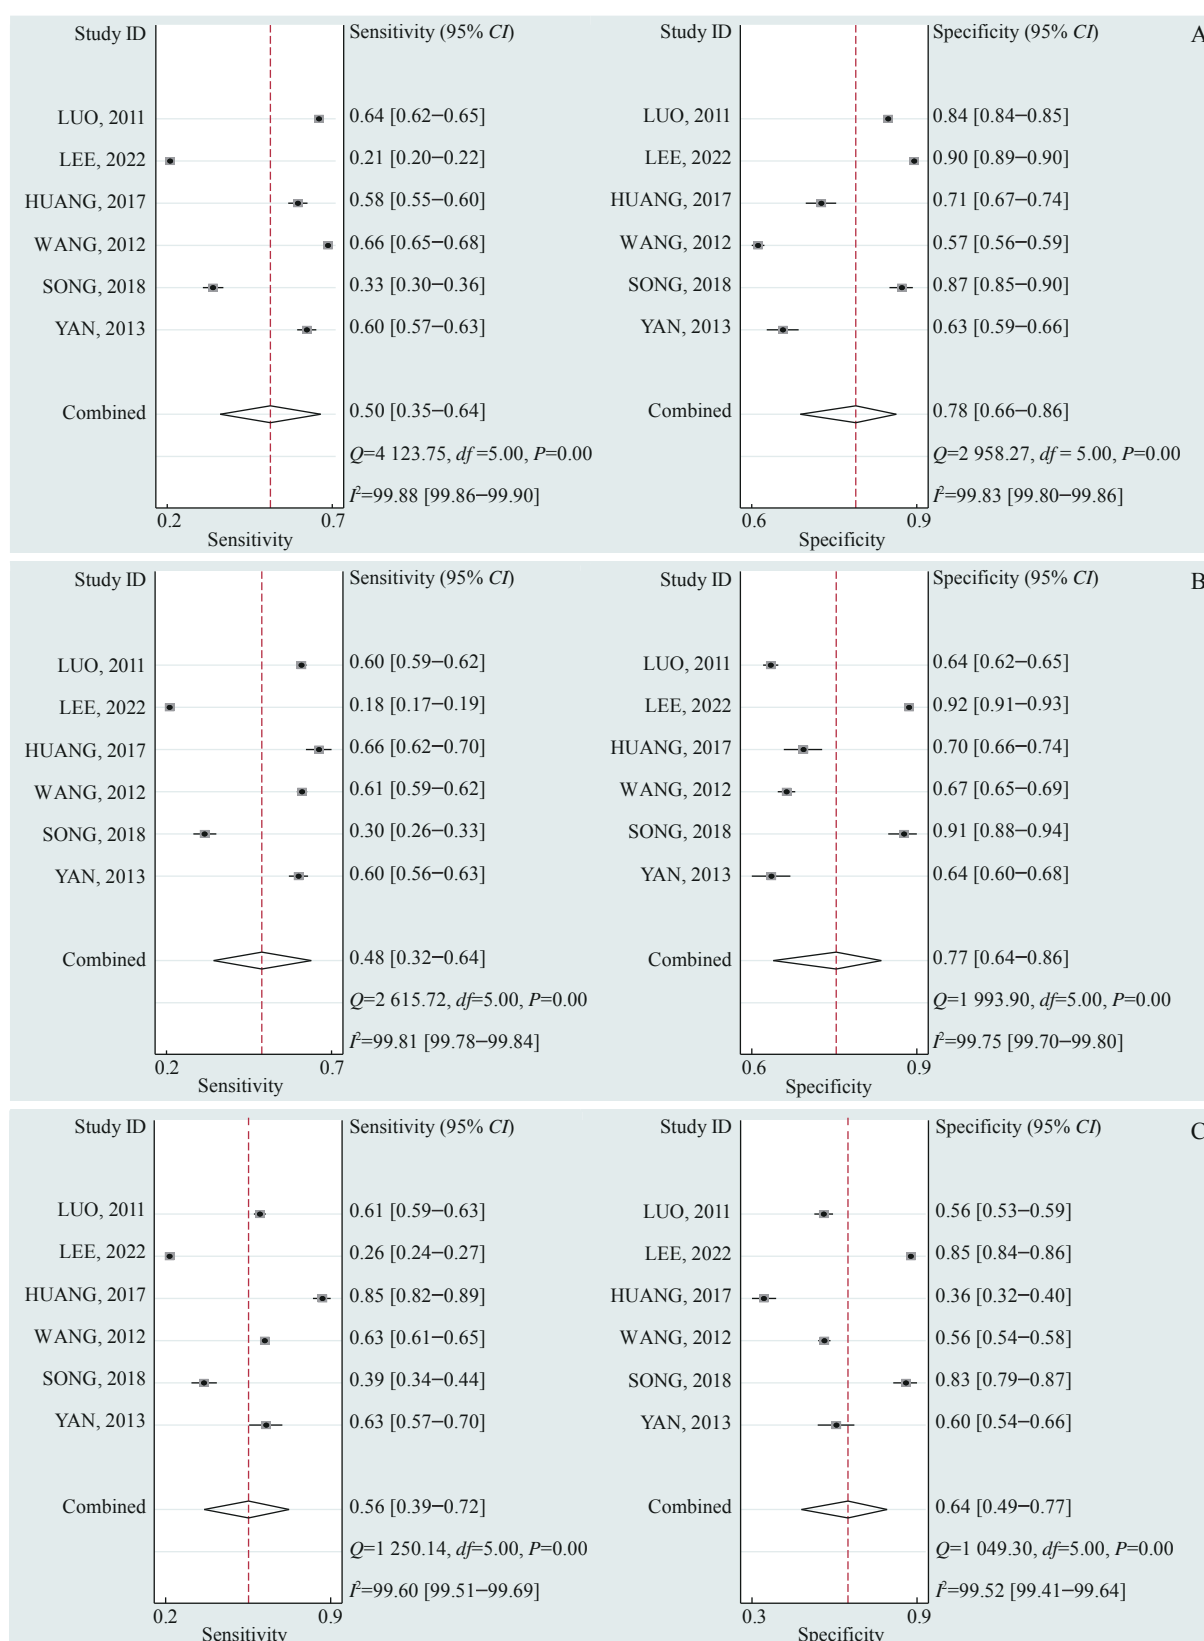 Study ID Sensitivity (95% CI) Study ID Specificity (95% CI) A
LUO, 2011 0.64 [0.62−0.65] LUO, 2011 0.84 [0.84−0.85]
LEE, 2022 0.21 [0.20−0.22] LEE, 2022 0.90 [0.89−0.90]
HUANG, 2017 0.58 [0.55−0.60] HUANG, 2017 0.71 [0.67−0.74]
WANG, 2012 0.66 [0.65−0.68] WANG, 2012 0.57 [0.56−0.59]
SONG, 2018 0.33 [0.30−0.36] SONG, 2018 0.87 [0.85−0.90]
YAN, 2013 0.60 [0.57−0.63] YAN, 2013 0.63 [0.59−0.66]
Combined 0.50 [0.35−0.64] Combined 0.78 [0.66−0.86]
Q=4 123.75, df =5.00, P=0.00 Q=2 958.27, df = 5.00, P=0.00
I²=99.88 [99.86−99.90] I²=99.83 [99.80−99.86]
0.2 0.7 0.6 0.9
Sensitivity Specificity
Study ID Sensitivity (95% CI) Study ID Specificity (95% CI) B
LUO, 2011 0.60 [0.59−0.62] LUO, 2011 0.64 [0.62−0.65]
LEE, 2022 0.18 [0.17−0.19] LEE, 2022 0.92 [0.91−0.93]
HUANG, 2017 0.66 [0.62−0.70] HUANG, 2017 0.70 [0.66−0.74]
WANG, 2012 0.61 [0.59−0.62] WANG, 2012 0.67 [0.65−0.69]
SONG, 2018 0.30 [0.26−0.33] SONG, 2018 0.91 [0.88−0.94]
YAN, 2013 0.60 [0.56−0.63] YAN, 2013 0.64 [0.60−0.68]
Combined 0.48 [0.32−0.64] Combined 0.77 [0.64−0.86]
Q=2 615.72, df=5.00, P=0.00 Q=1 993.90, df=5.00, P=0.00
I²=99.81 [99.78−99.84] I²=99.75 [99.70−99.80]
0.2 0.7 0.6 0.9
Sensitivity Specificity
Study ID Sensitivity (95% CI) Study ID Specificity (95% CI) C
LUO, 2011 0.61 [0.59−0.63] LUO, 2011 0.56 [0.53−0.59]
LEE, 2022 0.26 [0.24−0.27] LEE, 2022 0.85 [0.84−0.86]
HUANG, 2017 0.85 [0.82−0.89] HUANG, 2017 0.36 [0.32−0.40]
WANG, 2012 0.63 [0.61−0.65] WANG, 2012 0.56 [0.54−0.58]
SONG, 2018 0.39 [0.34−0.44] SONG, 2018 0.83 [0.79−0.87]
YAN, 2013 0.63 [0.57−0.70] YAN, 2013 0.60 [0.54−0.66]
Combined 0.56 [0.39−0.72] Combined 0.64 [0.49−0.77]
Q=1 250.14, df=5.00, P=0.00 Q=1 049.30, df=5.00, P=0.00
I²=99.60 [99.51−99.69] I²=99.52 [99.41−99.64]
0.2 0.9 0.3 0.9
Sensitivity Specificity